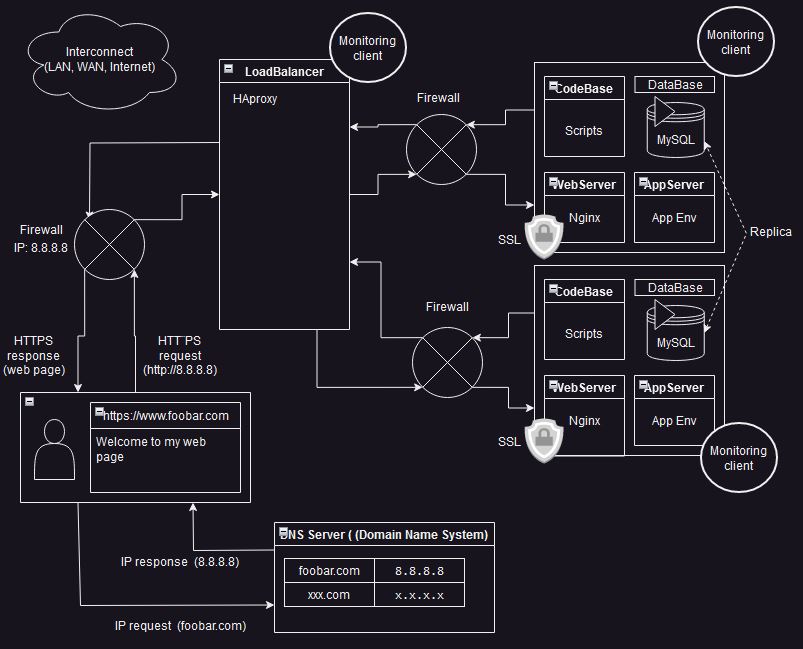 Interconnect
(LAN, WAN, Internet)
Monitoring
client
Monitoring
client
LoadBalancer
HAproxy
Firewall
CodeBase
Scripts
DataBase
MySQL
WebServer
Nginx
AppServer
App Env
SSL
Replica
Firewall
IP: 8.8.8.8
Firewall
CodeBase
Scripts
DataBase
MySQL
WebServer
Nginx
AppServer
App Env
SSL
Monitoring
client
HTTPS
response
(web page)
HTTPS
request
(http://8.8.8.8)
https://www.foobar.com
Welcome to my web
page
DNS Server ( (Domain Name System)
foobar.com 8.8.8.8
xxx.com x.x.x.x
IP response (8.8.8.8)
IP request (foobar.com)